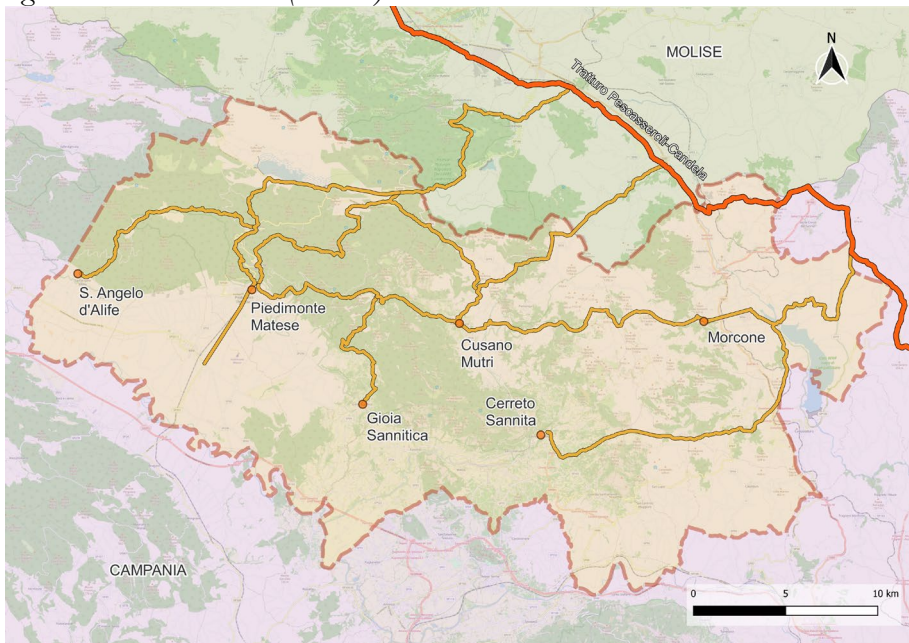 MOLISE
N
Tratturo Pescasseroli-Candela
S. Angelo
d'Alife
Piedimonte
Matese
Cusano
Mutri
Morcone
Gioia
Sannitica
Cerreto
Sannita
CAMPANIA
0 5 10 km